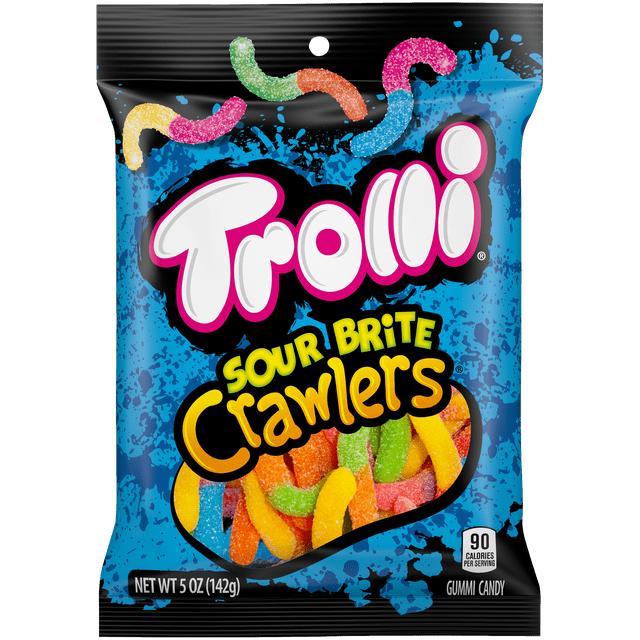 Trolli®
SOUR BRiTE
Crawlers®
90
CALORIES
PER SERVING
NET WT 5 OZ (142g)
GUMMI CANDY